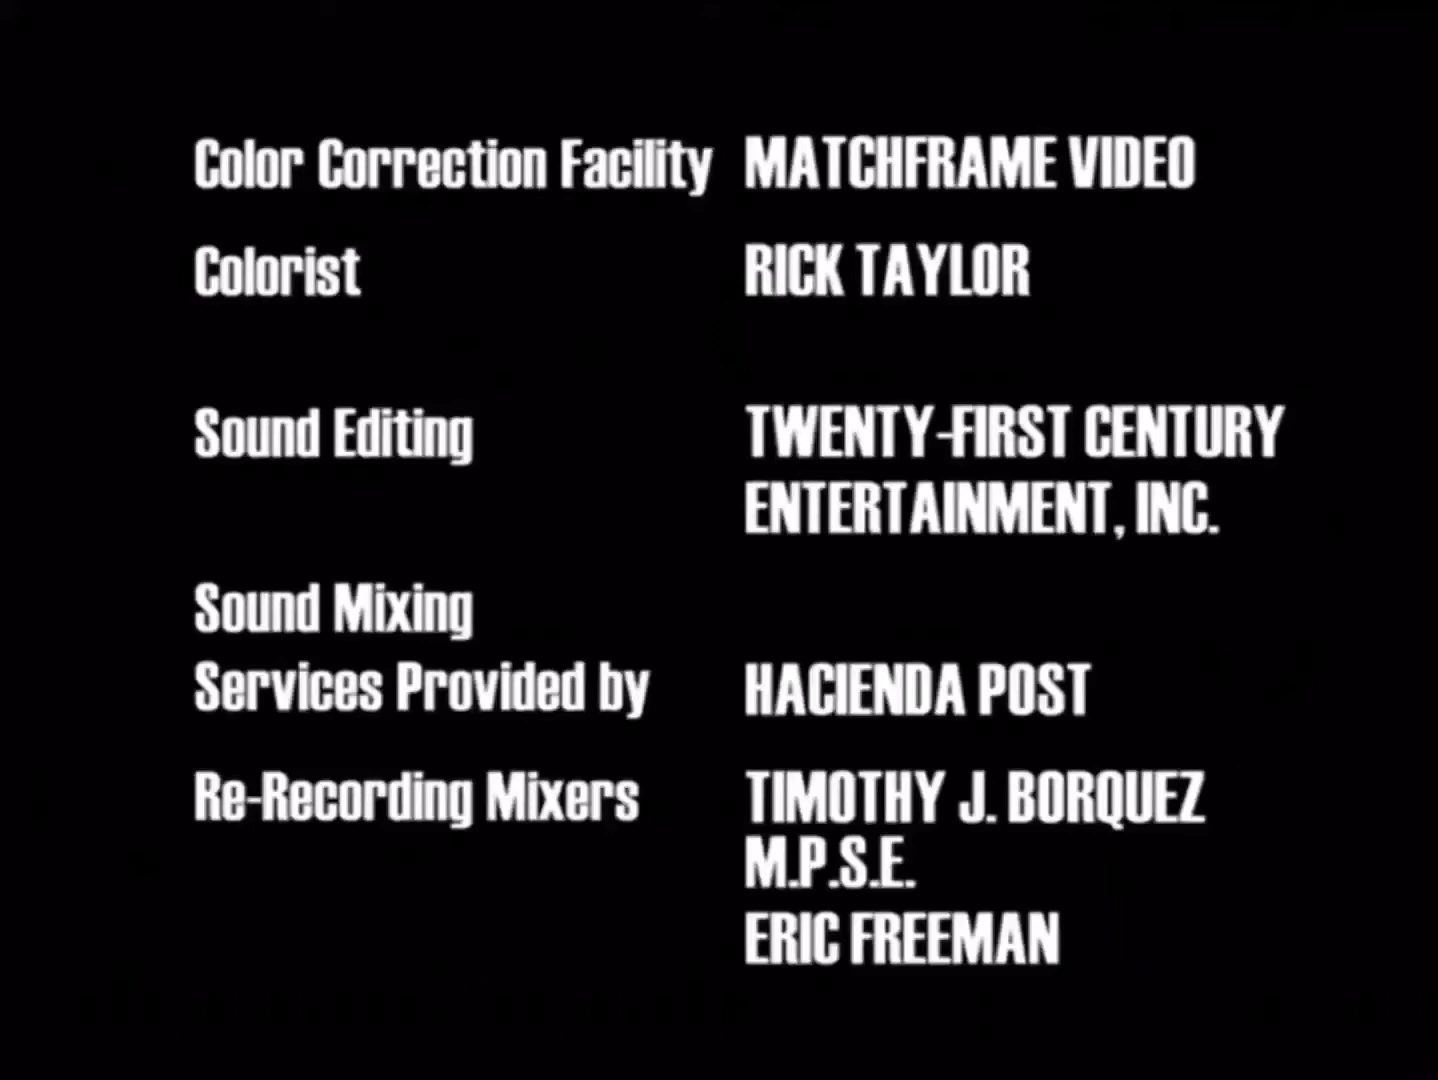 Color Correction Facility MATCHFRAME VIDEO
Colorist RICK TAYLOR
Sound Editing TWENTY-FIRST CENTURY
ENTERTAINMENT, INC.
Sound Mixing
Services Provided by HACIENDA POST
Re-Recording Mixers TIMOTHY J. BORQUEZ
M.P.S.E.
ERIC FREEMAN